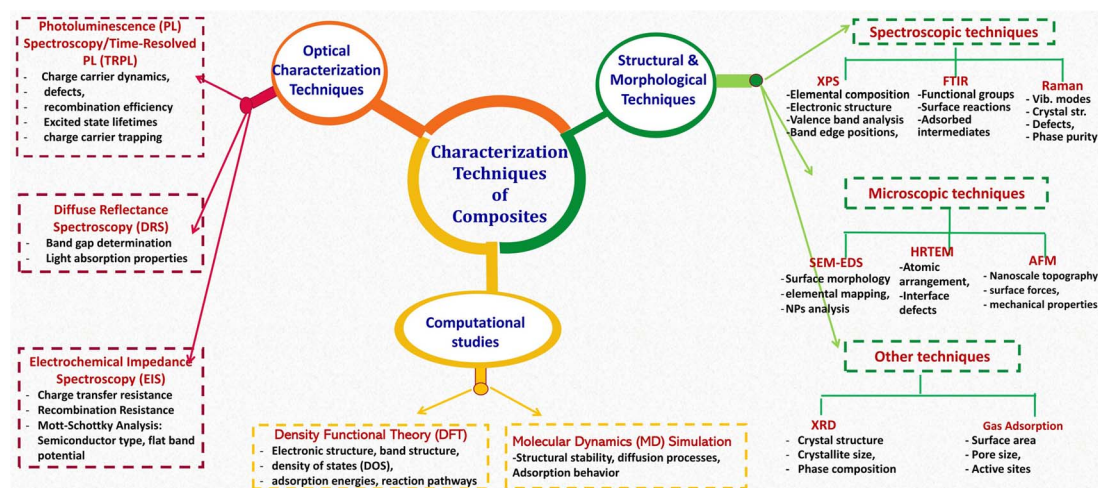 Photoluminescence (PL)
Spectroscopy/Time-Resolved
PL (TRPL)
- Charge carrier dynamics,
- defects,
- recombination efficiency
- Excited state lifetimes
- charge carrier trapping
Diffuse Reflectance
Spectroscopy (DRS)
- Band gap determination
- Light absorption properties
Electrochemical Impedance
Spectroscopy (EIS)
- Charge transfer resistance
- Recombination Resistance
- Mott-Schottky Analysis:
Semiconductor type, flat band
potential
Optical
Characterization
Techniques
Characterization
Techniques
of
Composites
Computational
studies
Density Functional Theory (DFT)
- Electronic structure, band structure,
- density of states (DOS),
- adsorption energies, reaction pathways
Molecular Dynamics (MD) Simulation
-Structural stability, diffusion processes,
Adsorption behavior
Structural &
Morphological
Techniques
Spectroscopic techniques
XPS
-Elemental composition
-Electronic structure
-Valence band analysis
-Band edge positions,
FTIR
-Functional groups
-Surface reactions
-Adsorbed
intermediates
Raman
- Vib. modes
- Crystal str.
- Defects,
- Phase purity
Microscopic techniques
SEM-EDS
-Surface morphology
-elemental mapping,
-NPs analysis
HRTEM
-Atomic
arrangement,
-Interface
defects
AFM
- Nanoscale topography
- surface forces,
- mechanical properties
Other techniques
XRD
- Crystal structure
- Crystallite size,
- Phase composition
Gas Adsorption
- Surface area
- Pore size,
- Active sites